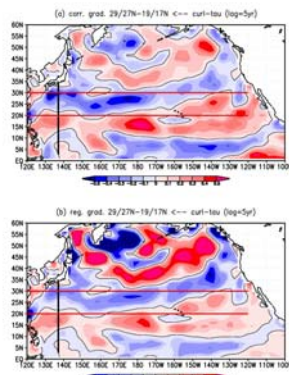 (a) corr. grad. 29/27N-19/17N <-- curl-tau (lag=5yr)
60N
55N
50N
45N
40N
35N
30N
25N
20N
15N
10N
5N
EQ
120E 130E 140E 150E 160E 170E 180 170W 160W 150W 140W 130W 120W 110W 100W
(b) reg. grad. 29/27N-19/17N <-- curl-tau (lag=5yr)
60N
55N
50N
45N
40N
35N
30N
25N
20N
15N
10N
5N
EQ
120E 130E 140E 150E 160E 170E 180 170W 160W 150W 140W 130W 120W 110W 100W